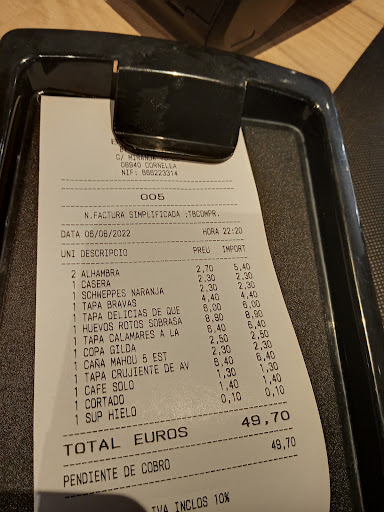 C/ MIRANDA
08940 CORNELLA
NIF: B66223314
005
N.FACTURA SIMPLIFICADA :TBCOMPR.
DATA 06/08/2022 HORA 22:20
UNI DESCRIPCIO PREU IMPORT
2 ALHAMBRA 2,70 5,40
1 CASERA 2,30 2,30
1 SCHWEPPES NARANJA 2,30 2,30
1 TAPA BRAVAS 4,40 4,40
1 TAPA DELICIAS DE QUE 6,00 6,00
1 HUEVOS ROTOS SOBRASA 8,90 8,90
1 TAPA CALAMARES A LA 6,40 6,40
1 COPA GILDA 2,50 2,50
1 CAÑA MAHOU 5 EST 2,30 2,30
1 TAPA CRUJIENTE DE AV 6,40 6,40
1 CAFE SOLO 1,30 1,30
1 CORTADO 1,40 1,40
1 SUP HIELO 0,10 0,10
TOTAL EUROS 49,70
PENDIENTE DE COBRO 49,70
IVA INCLOS 10%